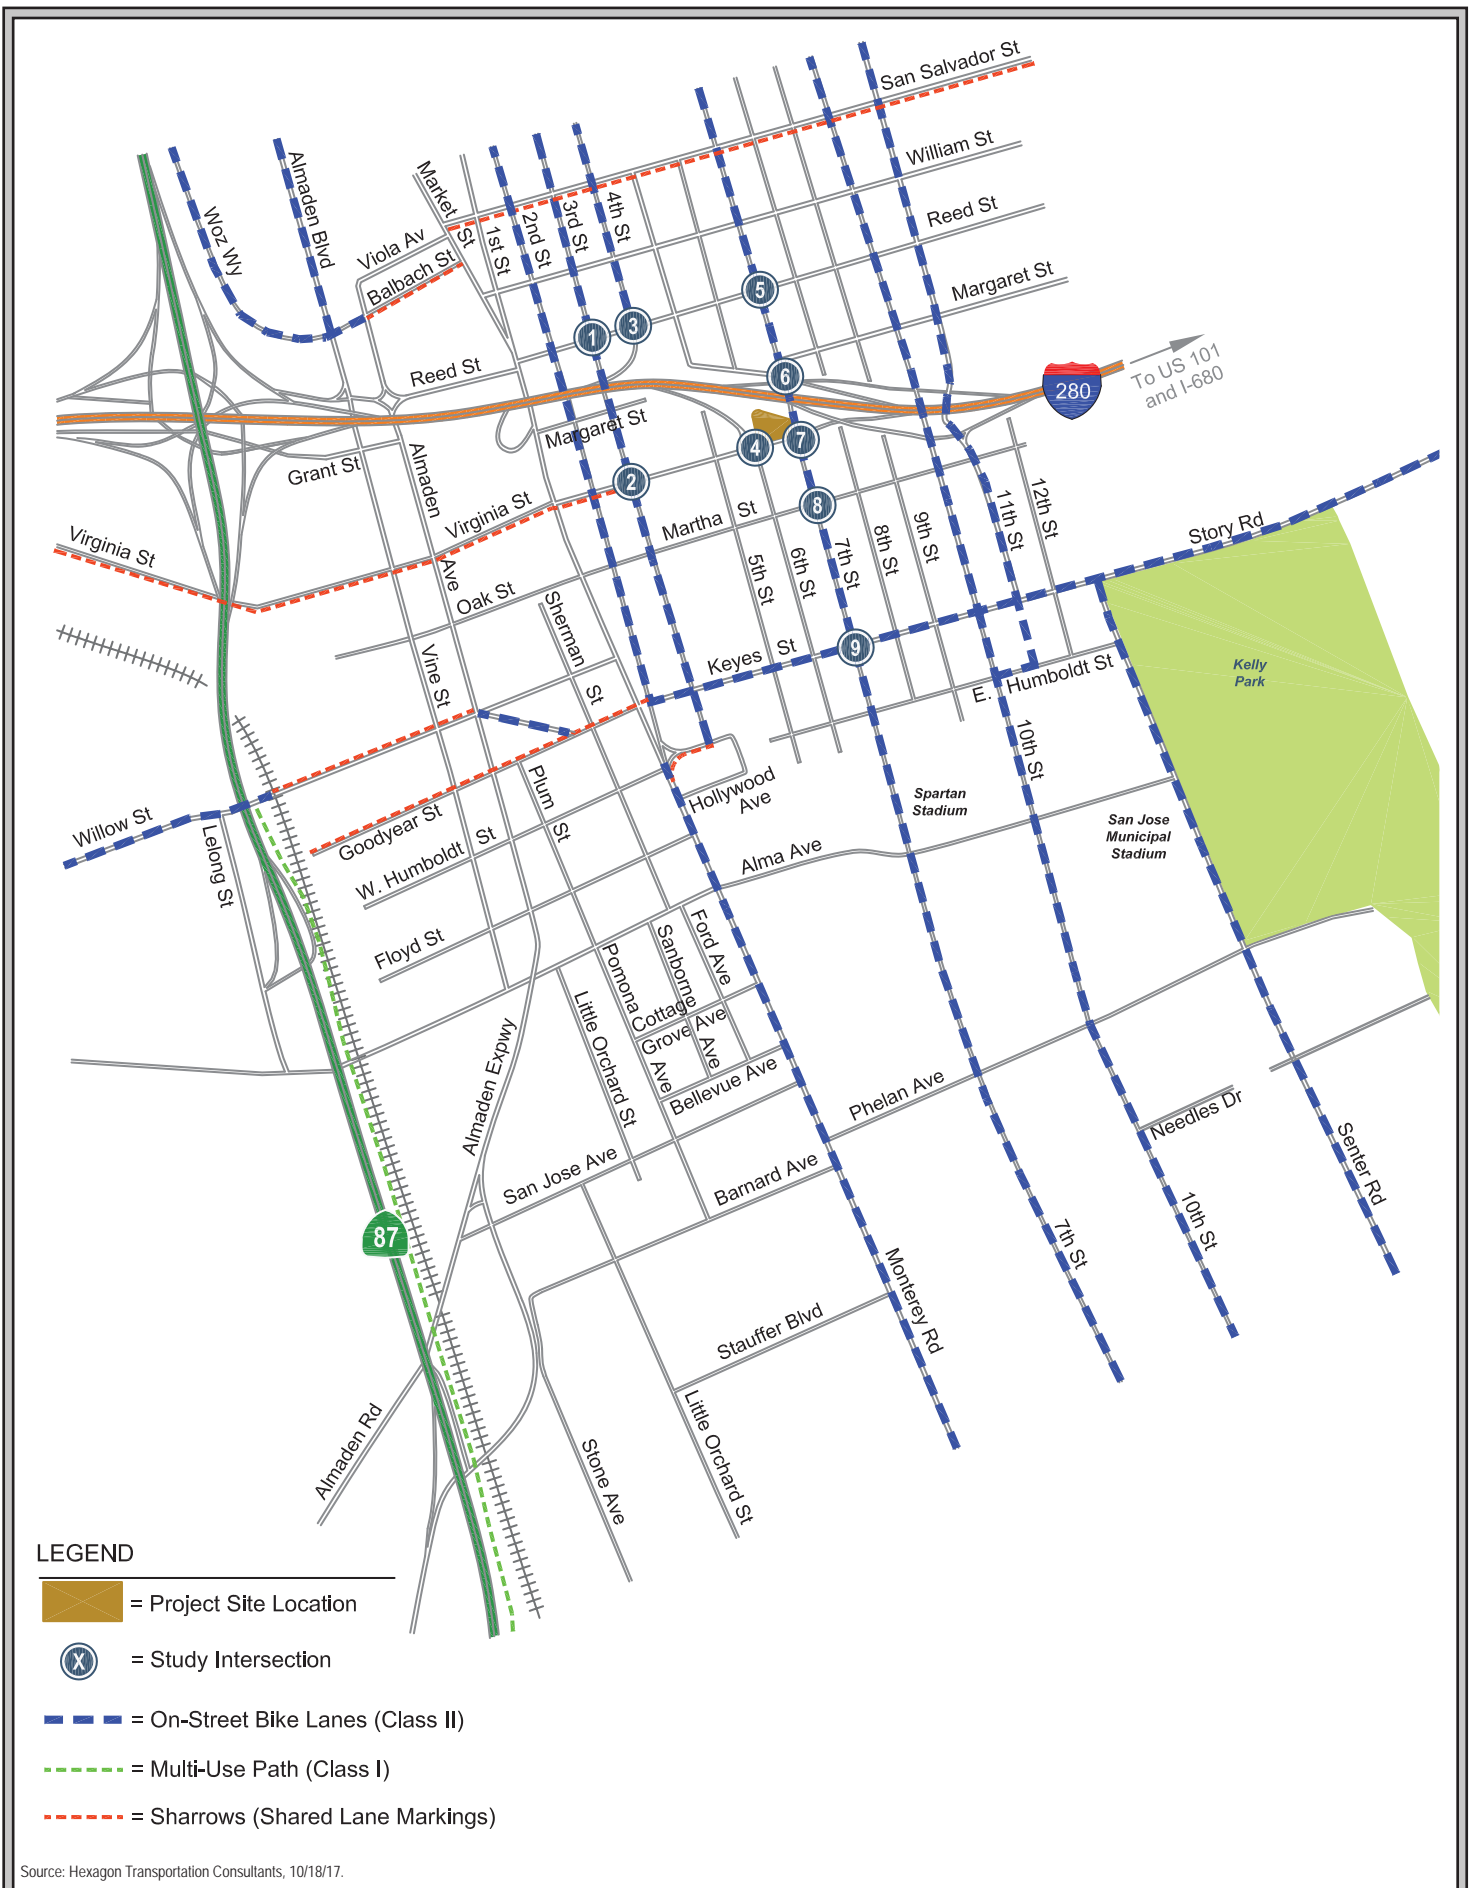 San Salvador St
William St
Reed St
Margaret St
Woz Wy
Almaden Blvd
Market
St
Viola Av
Balbach St
1st St
2nd St
3rd St
4th St
5
1
3
6
280
To US 101
and I-680
Reed St
Margaret St
4
7
2
8
Grant St
Almaden
Ave
Virginia St
Virginia St
Martha
St
Oak St
Sherman
St
5th St
6th St
7th St
8th St
9th St
11th St
12th St
Story Rd
Vine St
Keyes
St
9
E.
Humboldt St
Kelly
Park
Willow St
Lelong St
Goodyear St
W. Humboldt
St
Plum
St
Hollywood
Ave
10th St
Spartan
Stadium
San Jose
Municipal
Stadium
Alma Ave
Floyd St
Pomona
Ave
Sanborne
Ave
Ford Ave
Little Orchard St
Cottage
Grove Ave
Bellevue Ave
Almaden Expwy
San Jose Ave
Barnard Ave
Phelan Ave
Needles Dr
Senter Rd
87
Monterey Rd
7th St
10th St
Stauffer Blvd
Almaden Rd
Stone Ave
Little Orchard St
LEGEND
= Project Site Location
X
= Study Intersection
= On-Street Bike Lanes (Class II)
= Multi-Use Path (Class I)
= Sharrows (Shared Lane Markings)
Source: Hexagon Transportation Consultants, 10/18/17.